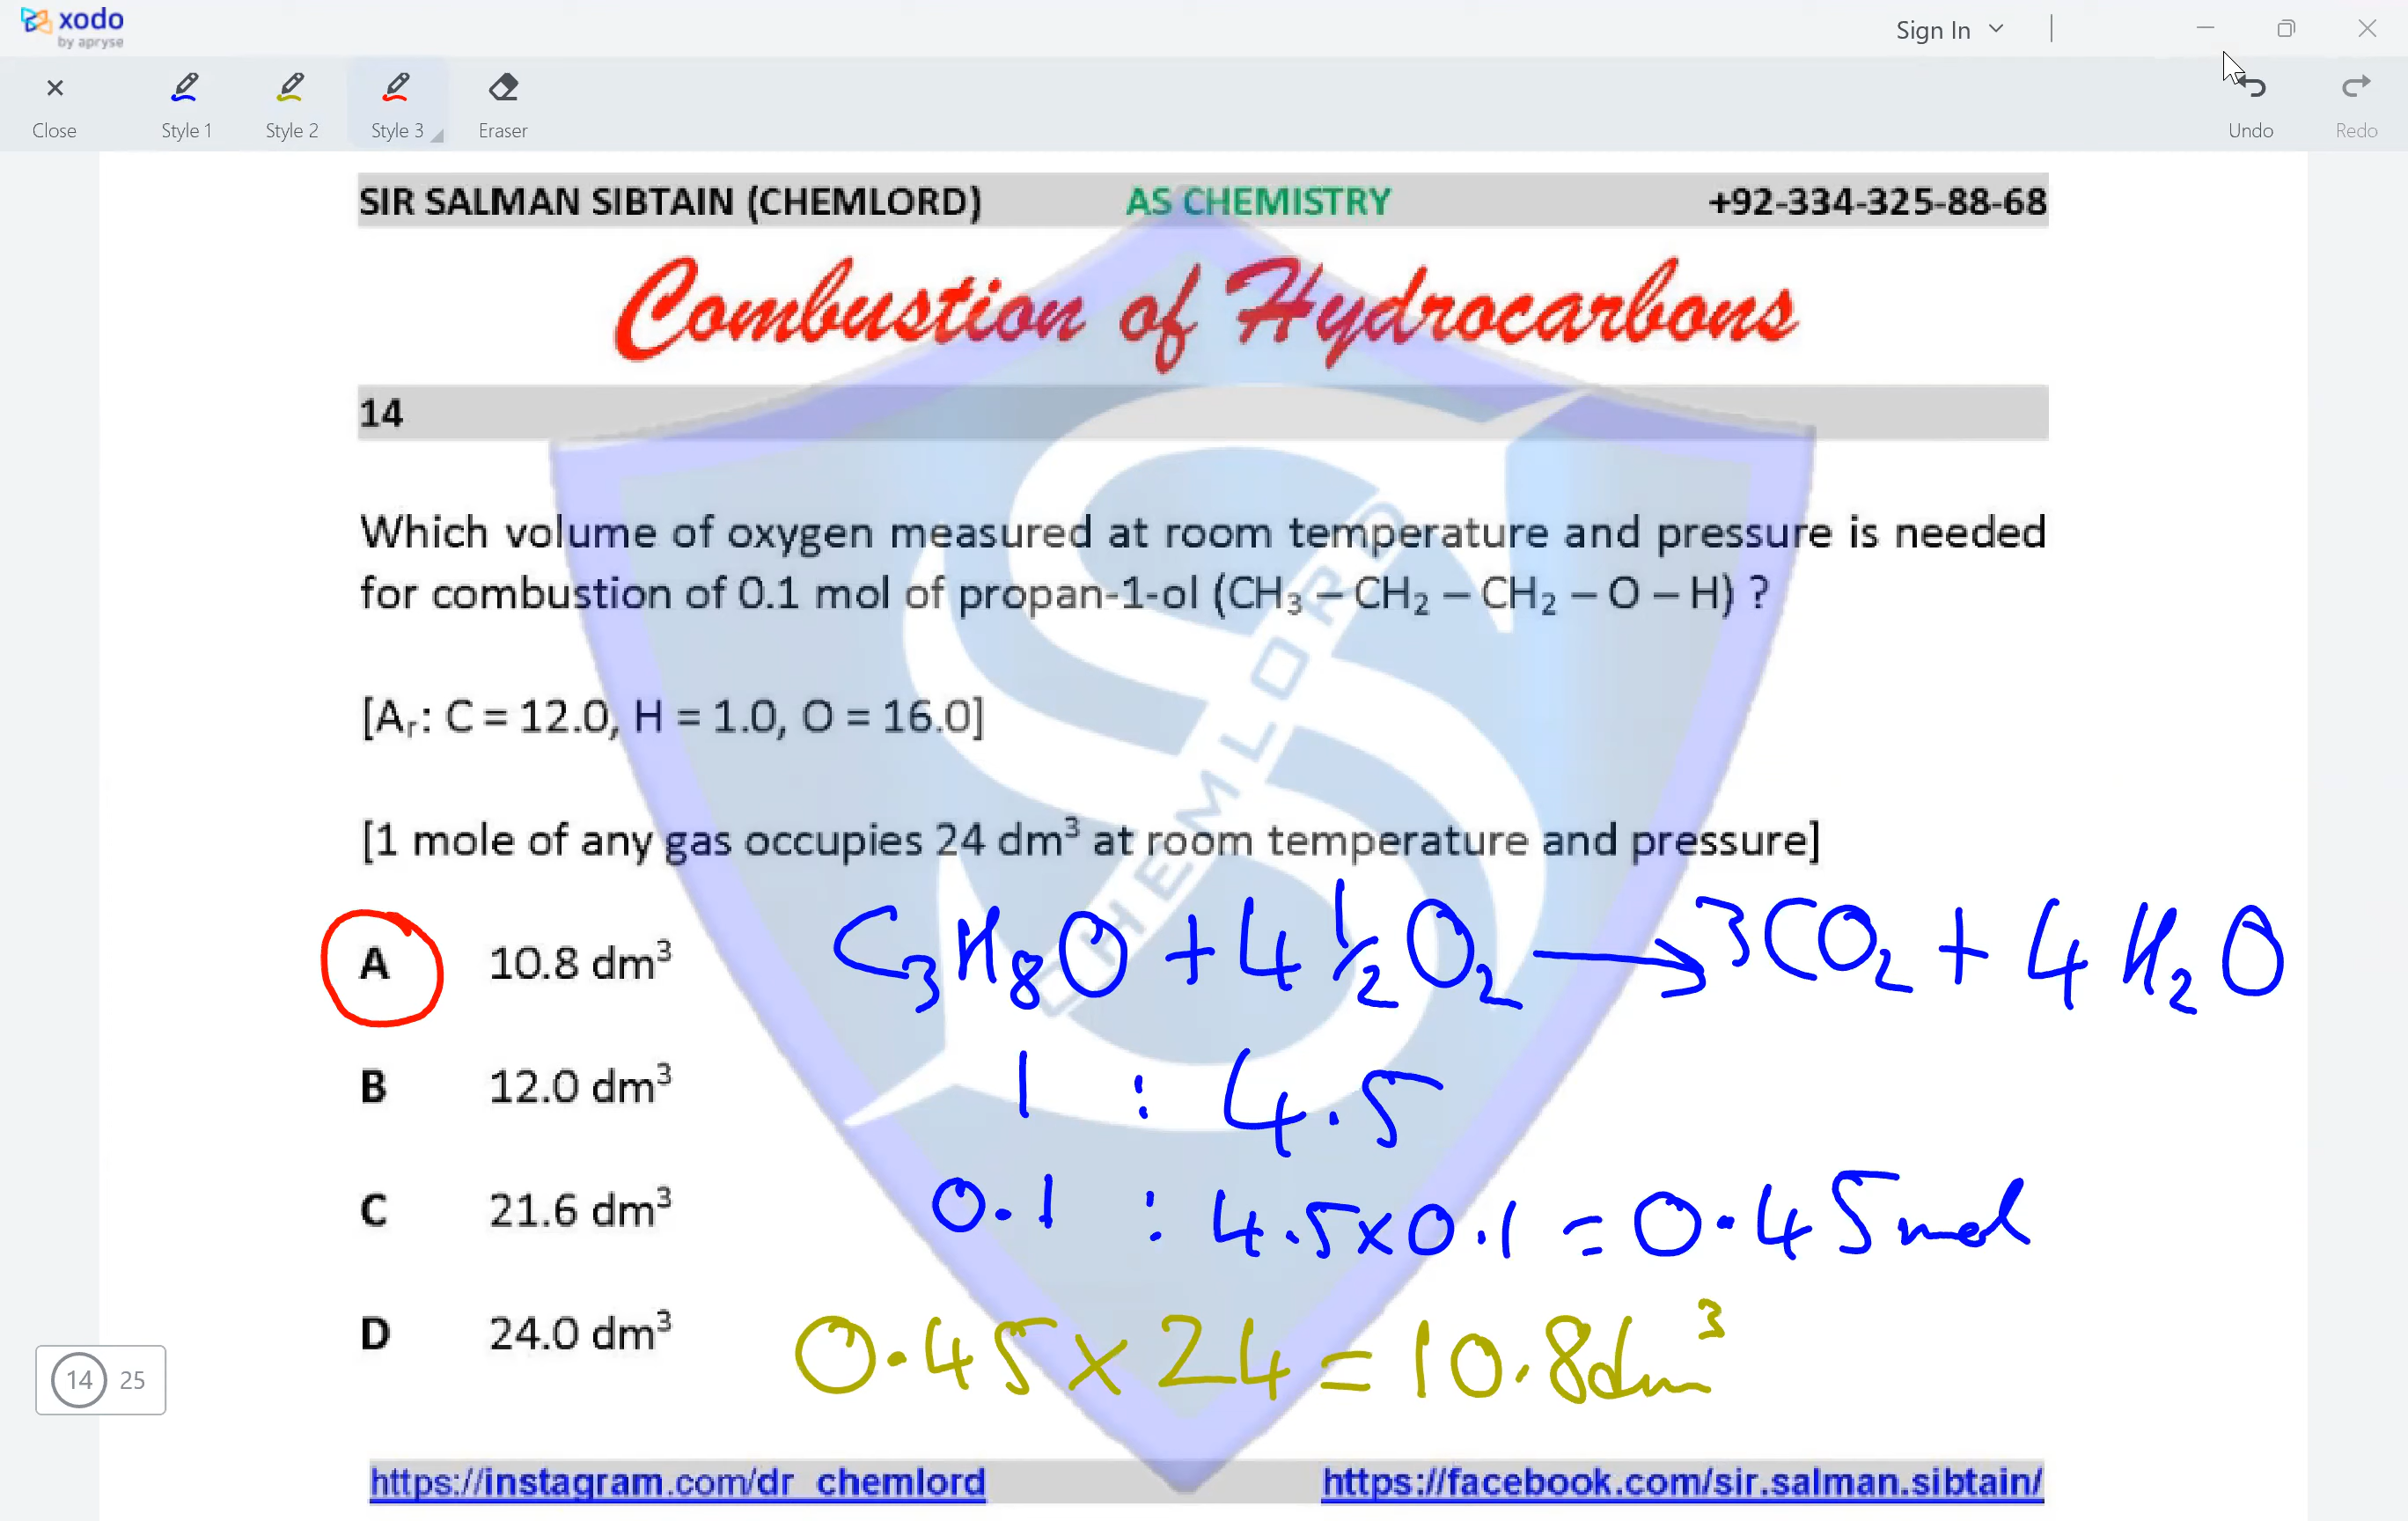 xodo
by apryse
Sign In
Close
Style 1
Style 2
Style 3
Eraser
Undo
Redo
SIR SALMAN SIBTAIN (CHEMLORD) AS CHEMISTRY +92-334-325-88-68
Combustion of Hydrocarbons
14
Which volume of oxygen measured at room temperature and pressure is needed
for combustion of 0.1 mol of propan-1-ol (CH₃ – CH₂ – CH₂ – O – H) ?
[Aᵣ: C = 12.0, H = 1.0, O = 16.0]
[1 mole of any gas occupies 24 dm³ at room temperature and pressure]
A 10.8 dm³ C₃H₈O + 4½O₂ → 3CO₂ + 4H₂O
B 12.0 dm³ 1 : 4.5
C 21.6 dm³ 0.1 : 4.5×0.1 = 0.45mol
D 24.0 dm³ 0.45 × 24 = 10.8dm³
CHEMLORD
14 25
https://instagram.com/dr_chemlord https://facebook.com/sir.salman.sibtain/